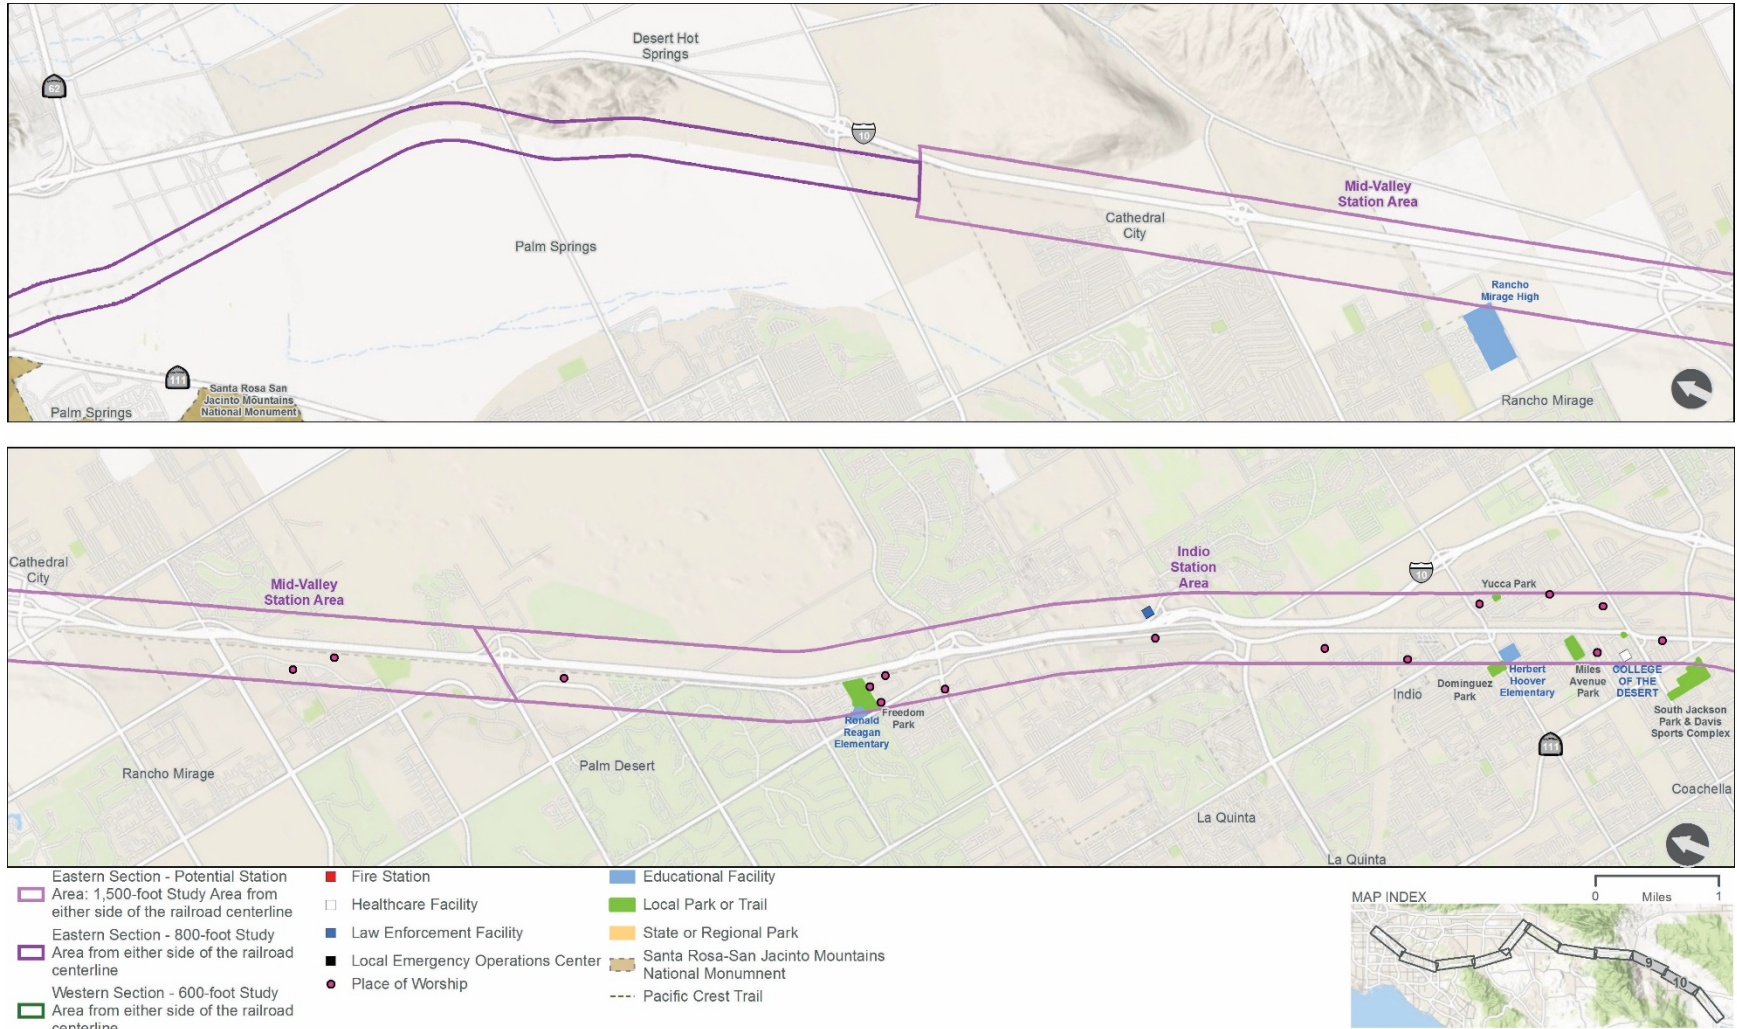 Desert Hot
Springs
62
10
Mid-Valley
Station Area
Cathedral
City
Palm Springs
Rancho
Mirage High
111
Santa Rosa San
Jacinto Mountains
National Monument
Palm Springs
Rancho Mirage
Cathedral
City
Mid-Valley
Station Area
Indio
Station
Area
10
Yucca Park
Herbert
Hoover
Elementary
Miles
Avenue
Park
COLLEGE
OF THE
DESERT
Dominguez
Park
Indio
South Jackson
Park & Davis
Sports Complex
Freedom
Park
Ronald
Reagan
Elementary
111
Rancho Mirage
Palm Desert
Coachella
La Quinta
La Quinta
Eastern Section - Potential Station
Area: 1,500-foot Study Area from
either side of the railroad centerline
Eastern Section - 800-foot Study
Area from either side of the railroad
centerline
Western Section - 600-foot Study
Area from either side of the railroad
centerline
Fire Station
Healthcare Facility
Law Enforcement Facility
Local Emergency Operations Center
Place of Worship
Educational Facility
Local Park or Trail
State or Regional Park
Santa Rosa-San Jacinto Mountains
National Monumnent
Pacific Crest Trail
0 Miles 1
MAP INDEX
9
10